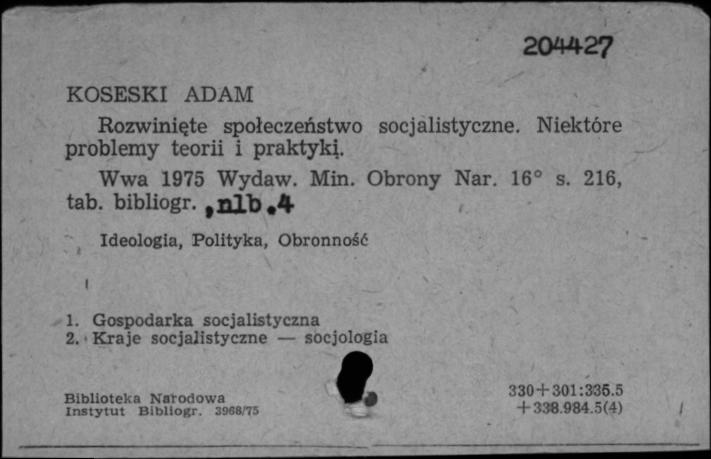 204427
KOSESKI ADAM
Rozwinięte społeczeństwo socjalistyczne. Niektóre
problemy teorii i praktyki.
Wwa 1975 Wydaw. Min. Obrony Nar. 16° s. 216,
tab. bibliogr. ,nlb.4
Ideologia, Polityka, Obronność
1. Gospodarka socjalistyczna
2. Kraje socjalistyczne — socjologia
Biblioteka Narodowa
Instytut Bibliogr. 3968/75
330+301:335.5
+338.984.5(4)